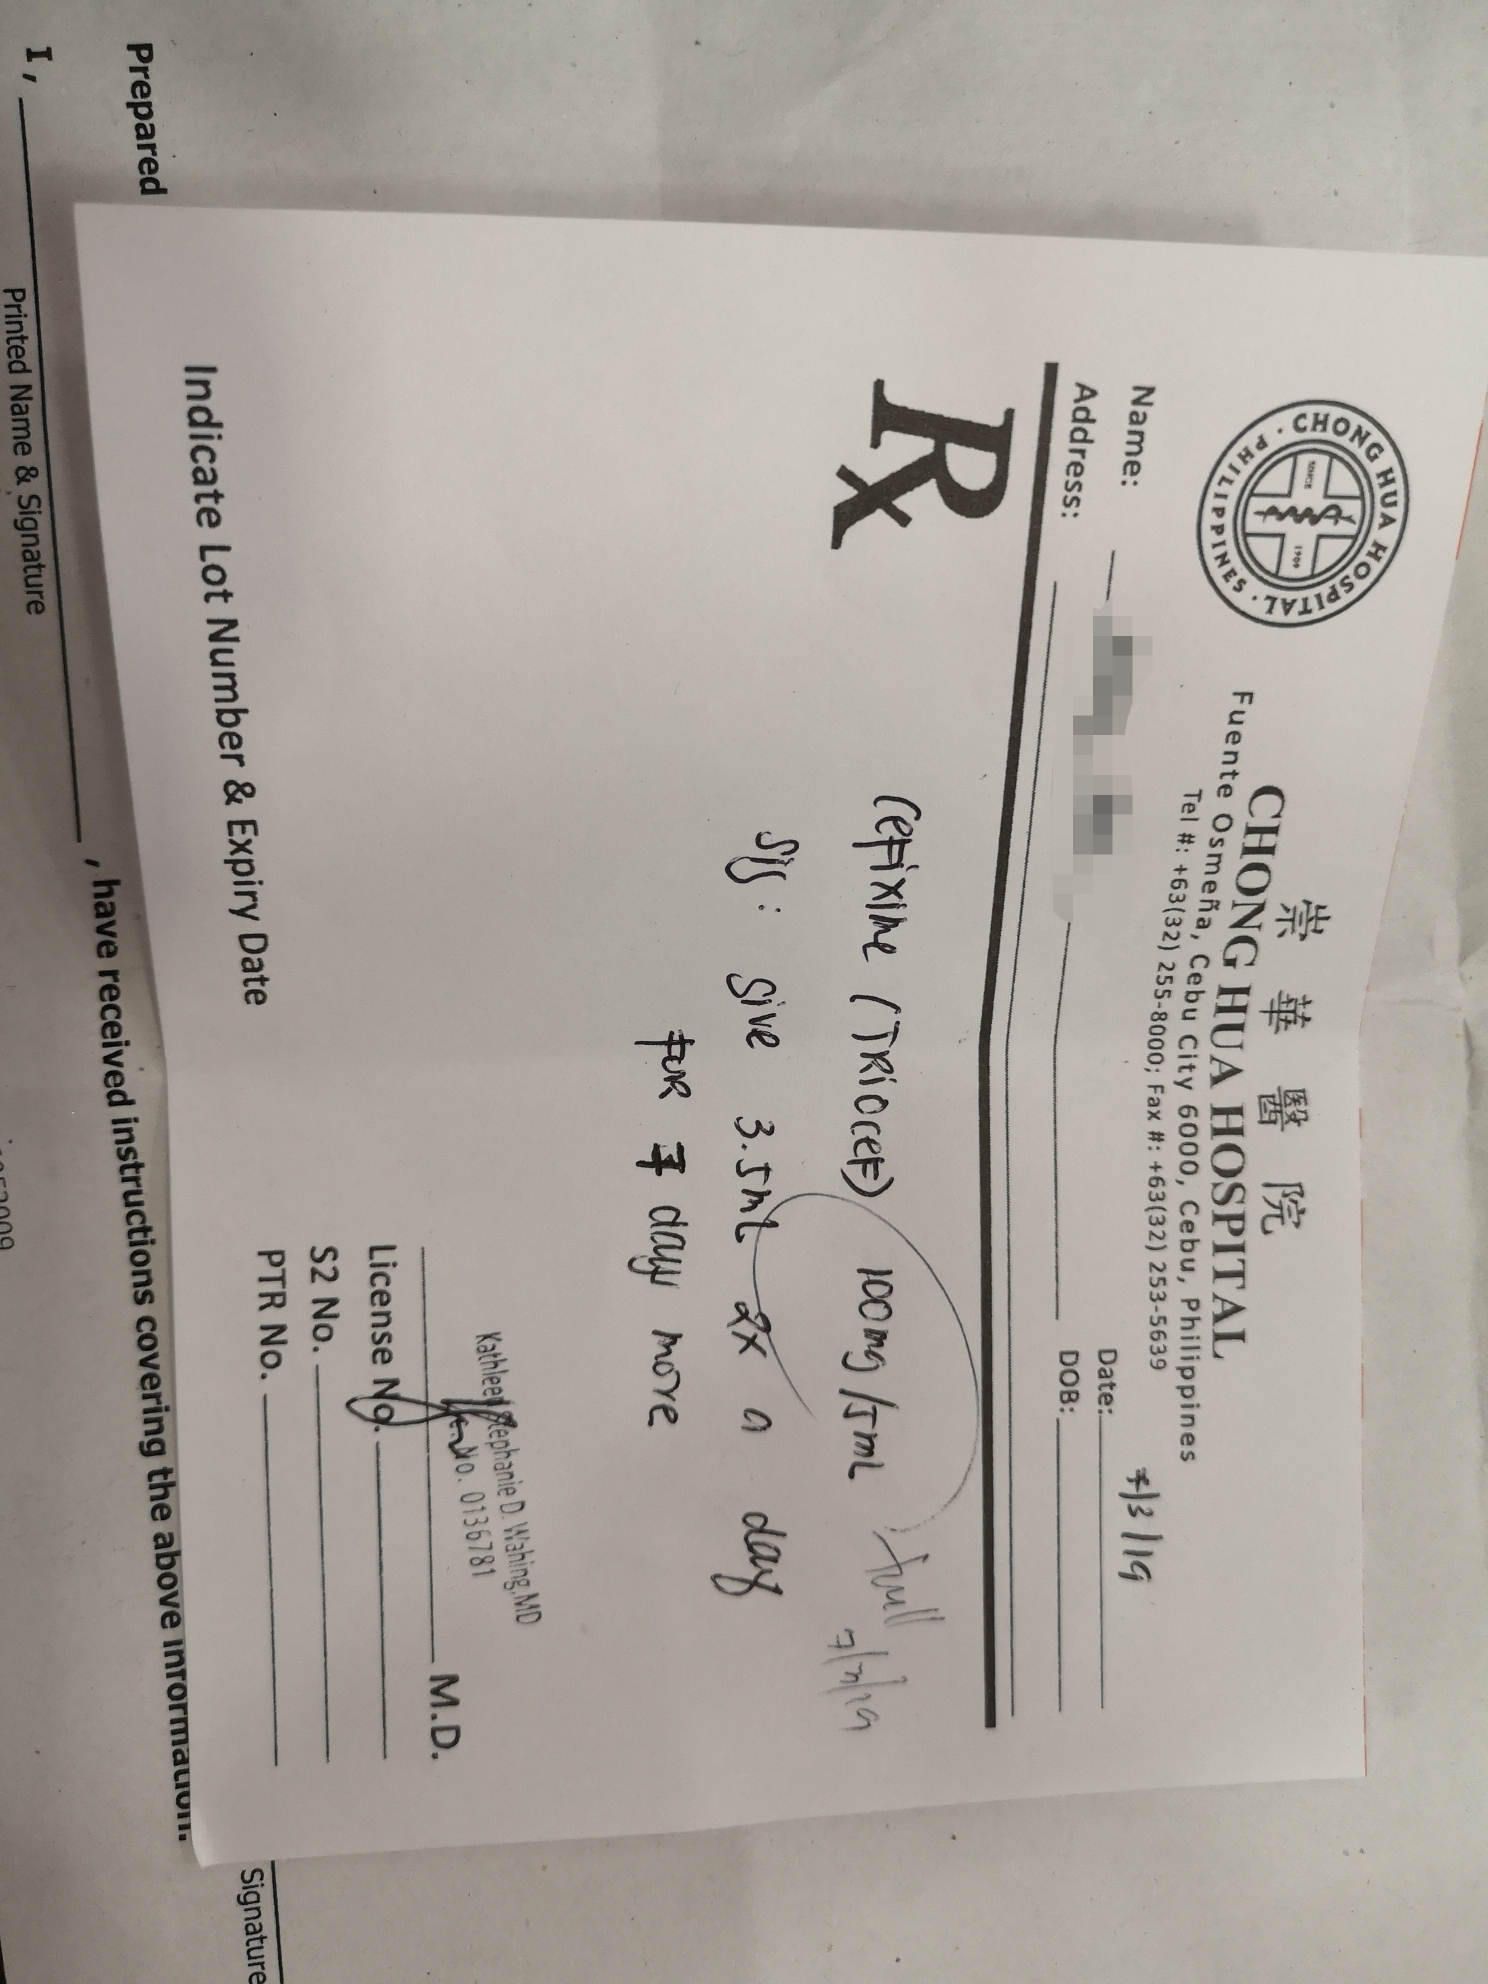 崇華醫院
CHONG HUA HOSPITAL
Fuente Osmeña, Cebu City 6000, Cebu, Philippines
Tel #: +63(32) 255-8000; Fax #: +63(32) 253-5639
CHONG HUA HOSPITAL · PHILIPPINES ·
1909
Name:
Date: 7/3/19
Address:
DOB:
Rx
Cefixime (TRIOCEF) 100mg/5mL
full
7/3/19
Sig: give 3.5mL 2x a day
FOR 7 days more
Kathleen Stephanie D. Wahing, MD
Lic. No. 0136781
M.D.
License No.
S2 No.
PTR No.
Indicate Lot Number & Expiry Date
Prepared
Signature
I, , have received instructions covering the above information.
Printed Name & Signature